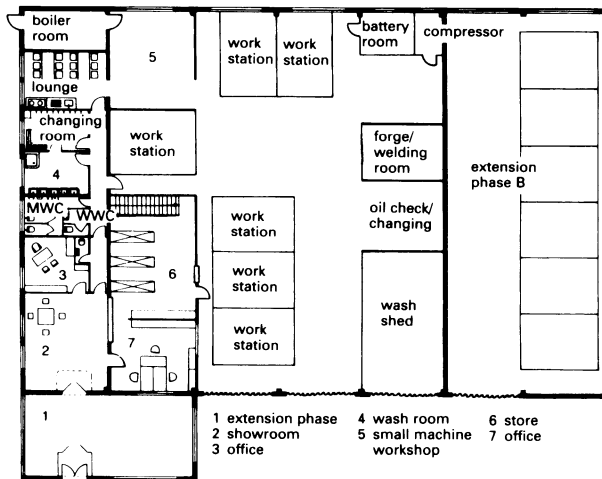 boiler
room
5
work
station
work
station
battery
room
compressor
lounge
changing
room
work
station
forge/
welding
room
extension
phase B
4
MWC
WWC
oil check/
changing
work
station
3
6
work
station
wash
shed
2
7
work
station
1
1 extension phase
2 showroom
3 office
4 wash room
5 small machine
workshop
6 store
7 office